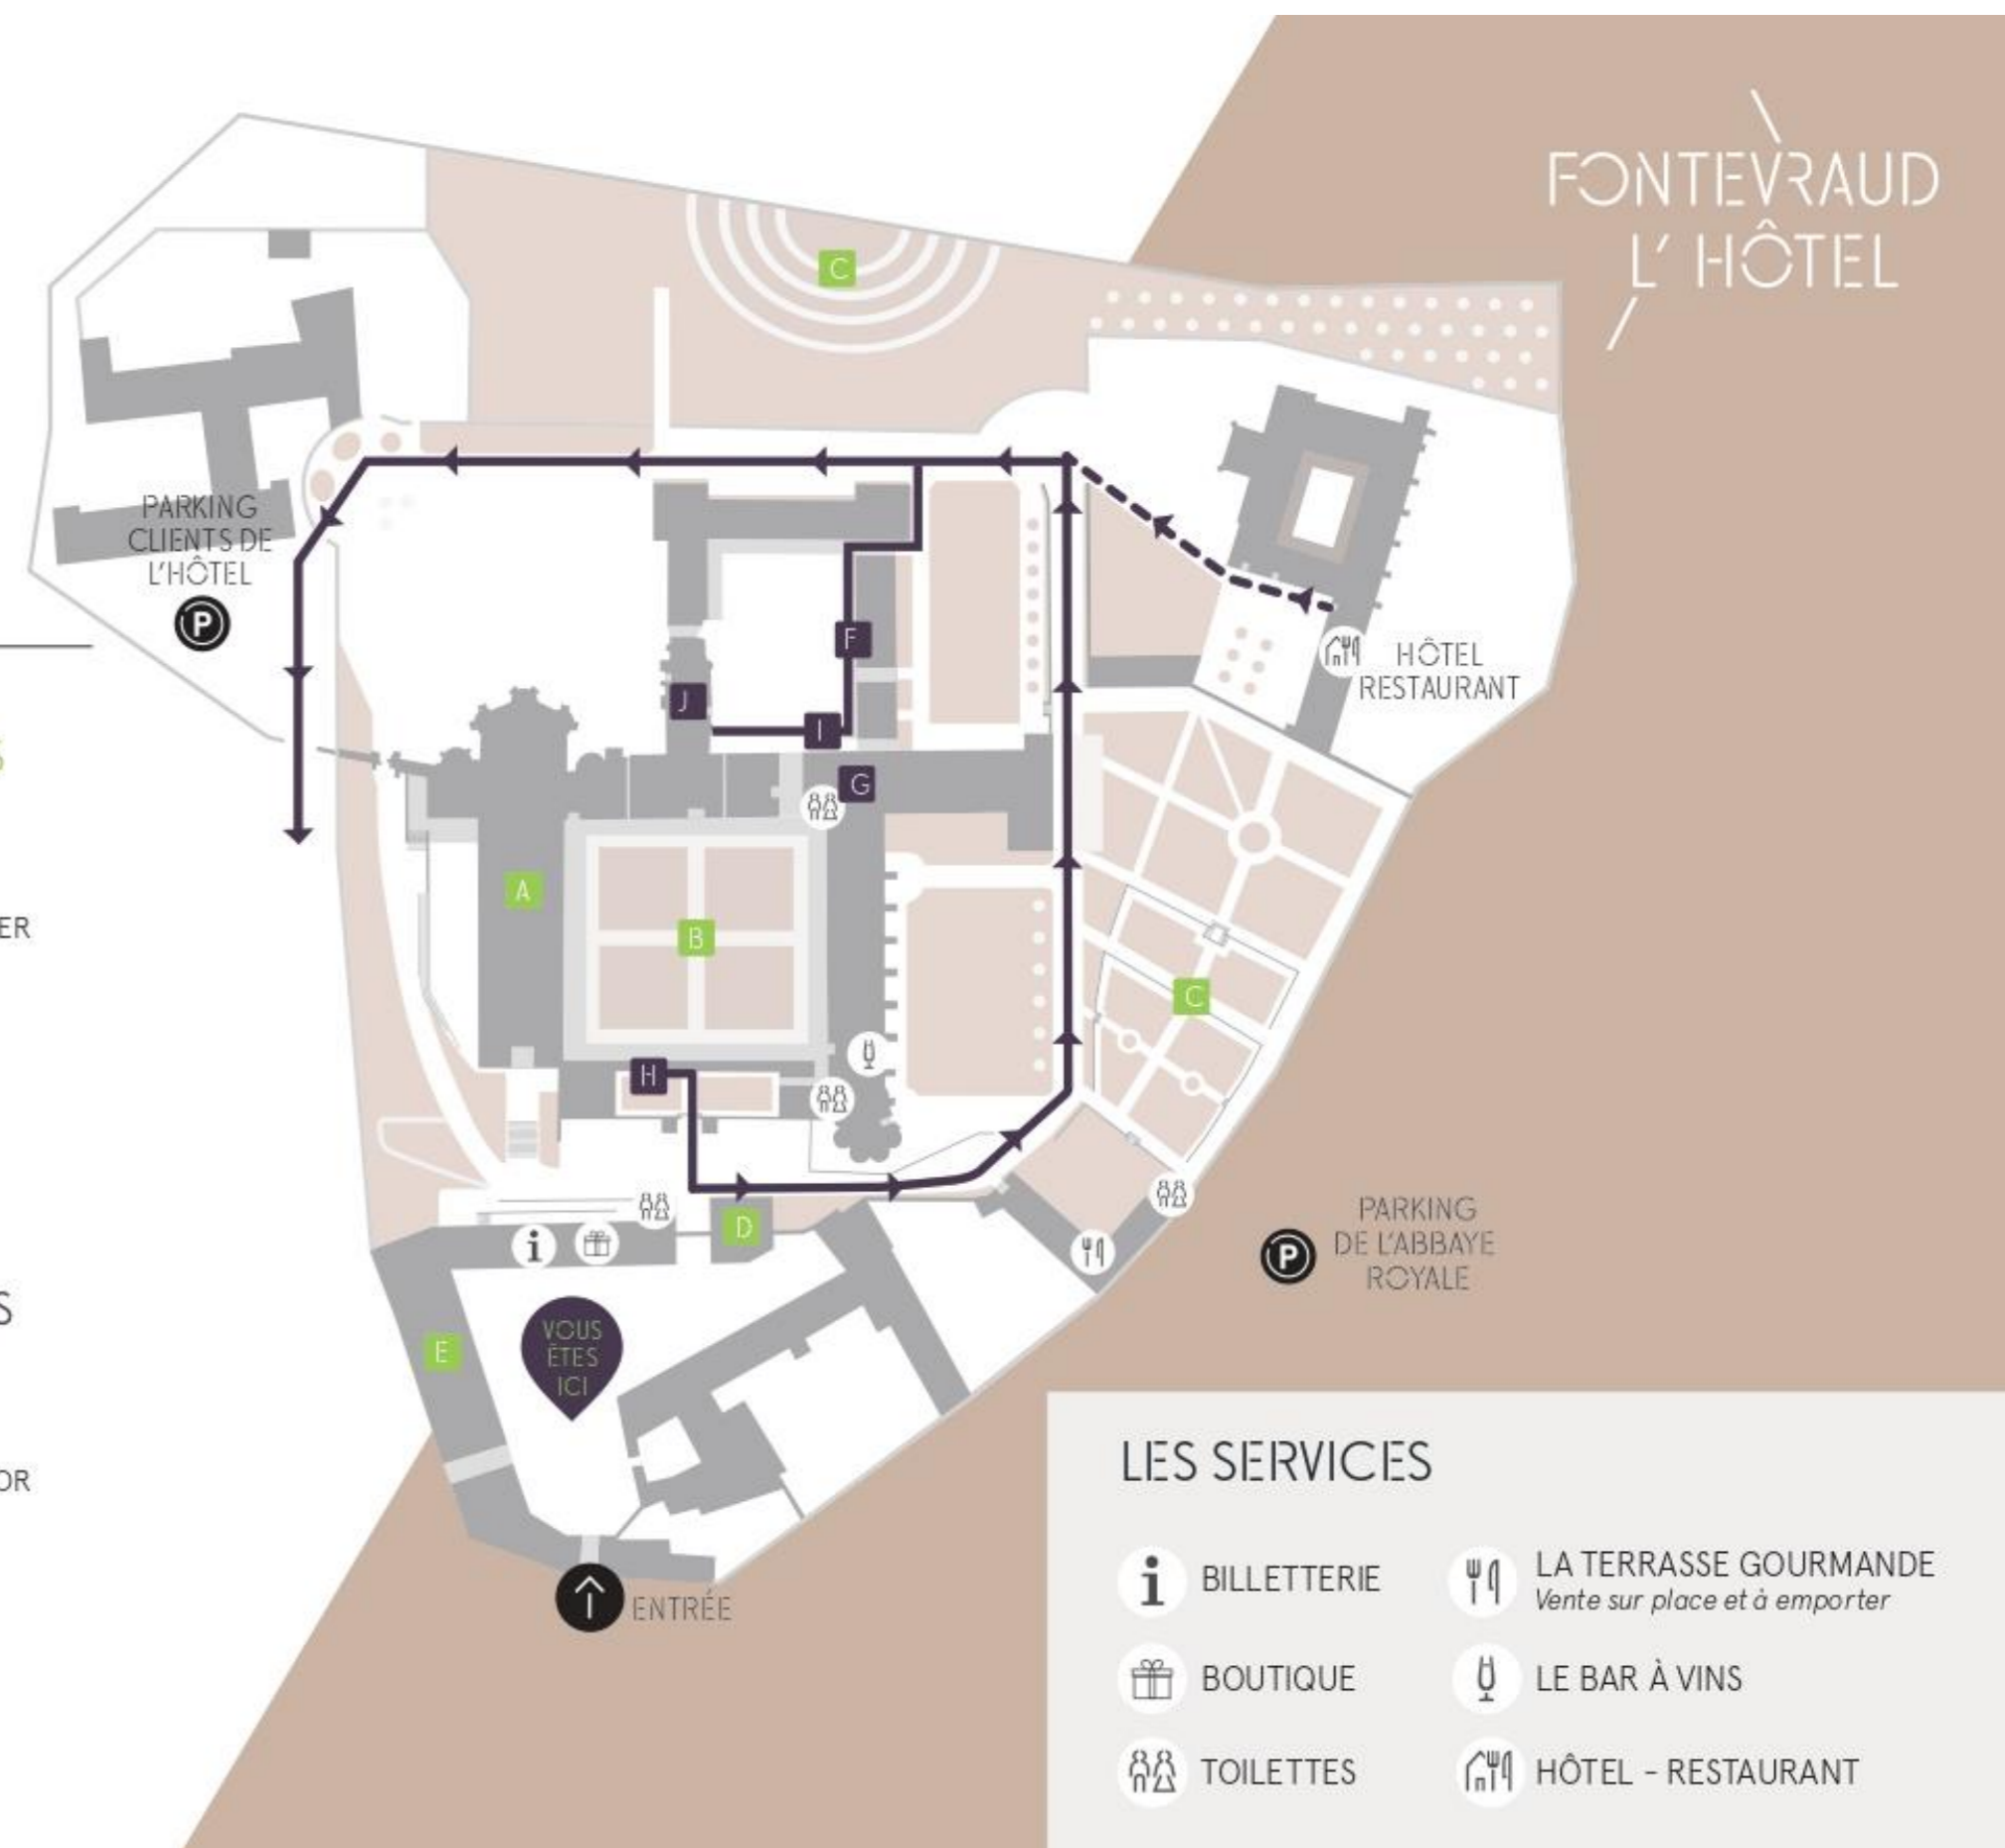 FONTEVRAUD
L' HÔTEL
C
PARKING
CLIENTS DE
L'HÔTEL
P
F
J
I
G
HÔTEL
RESTAURANT
S
A
B
C
ER
H
D
PARKING
DE L'ABBAYE
ROYALE
P
i
S
E
VOUS
ÊTES
ICI
OR
ENTRÉE
LES SERVICES
i BILLETTERIE
BOUTIQUE
TOILETTES
LA TERRASSE GOURMANDE
Vente sur place et à emporter
LE BAR À VINS
HÔTEL - RESTAURANT